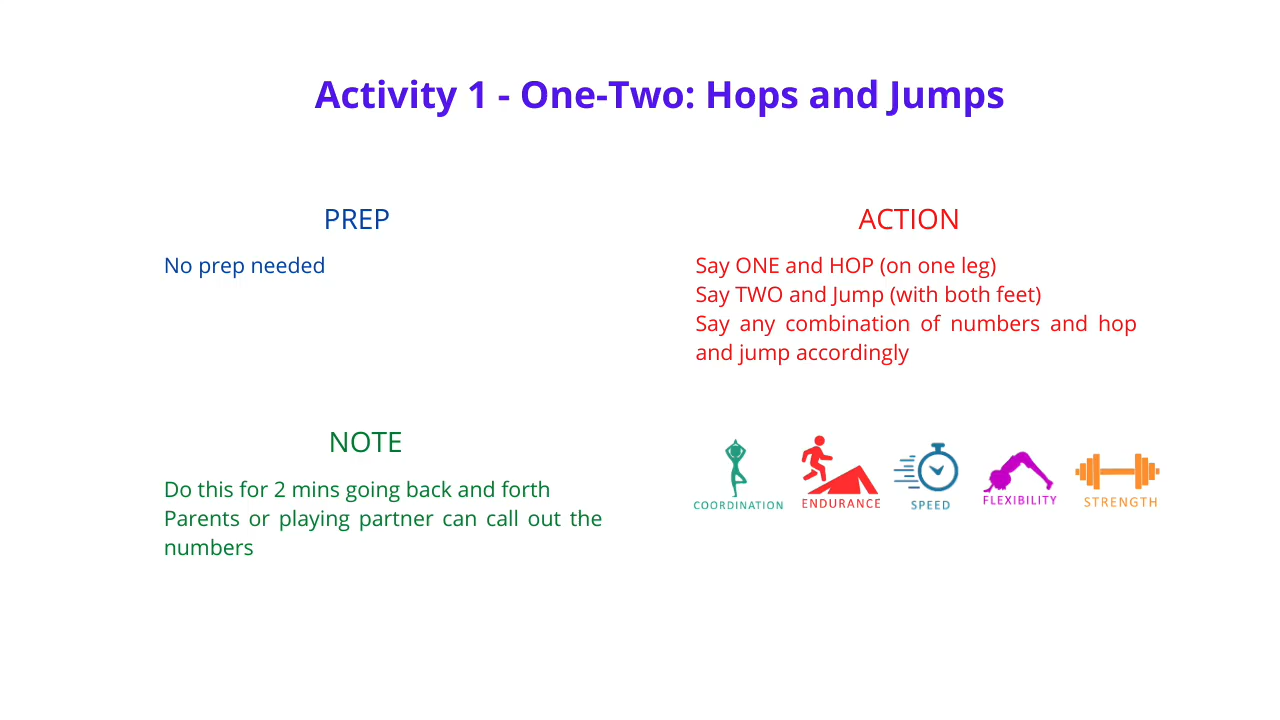 Activity 1 - One-Two: Hops and Jumps
PREP
No prep needed
ACTION
Say ONE and HOP (on one leg)
Say TWO and Jump (with both feet)
Say any combination of numbers and hop
and jump accordingly
NOTE
Do this for 2 mins going back and forth
Parents or playing partner can call out the
numbers
COORDINATION
ENDURANCE
SPEED
FLEXIBILITY
STRENGTH